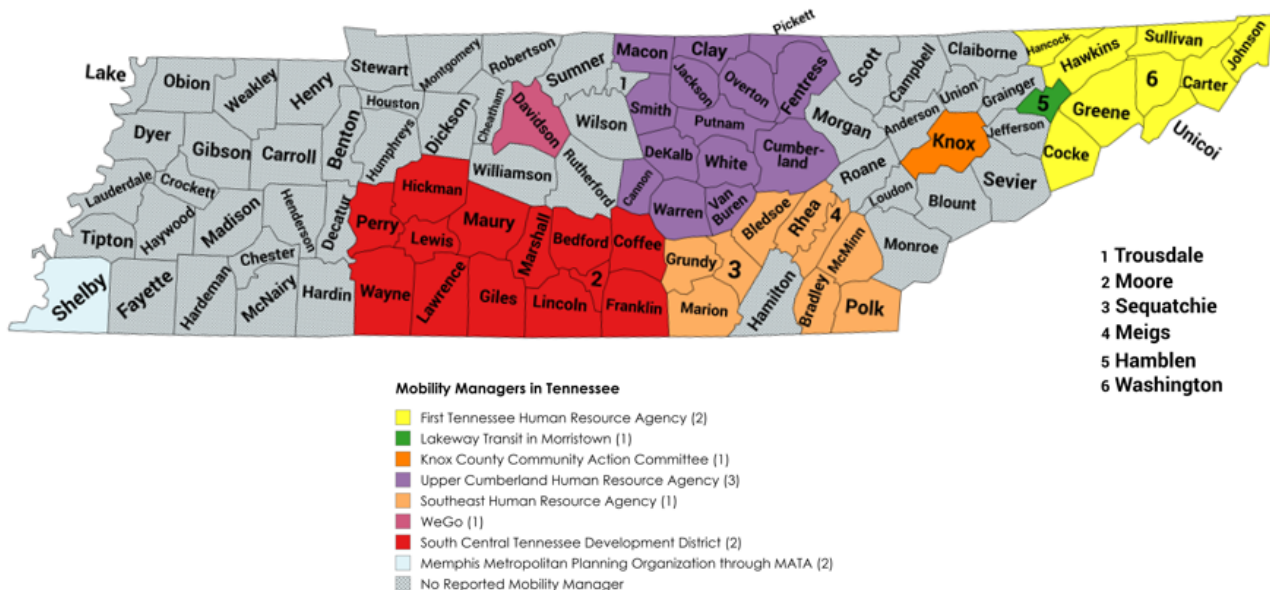 Pickett
Lake
Obion
Weakley
Henry
Stewart
Montgomery
Robertson
Sumner
1
Macon
Clay
Jackson
Overton
Fentress
Scott
Campbell
Claiborne
Hancock
Hawkins
Sullivan
Johnson
Carter
6
Greene
Unicoi
Houston
Dickson
Cheatham
Davidson
Wilson
Smith
Putnam
Morgan
Anderson
Union
Grainger
5
Jefferson
Cocke
Dyer
Gibson
Carroll
Benton
Humphreys
Williamson
Rutherford
DeKalb
White
Cumber-
land
Roane
Knox
Sevier
Lauderdale
Crockett
Haywood
Madison
Henderson
Decatur
Perry
Hickman
Lewis
Maury
Marshall
Bedford
Coffee
Cannon
Warren
Van
Buren
Bledsoe
Rhea
4
McMinn
Loudon
Blount
Monroe
Tipton
Shelby
Fayette
Hardeman
Chester
McNairy
Hardin
Wayne
Lawrence
Giles
Lincoln
2
Franklin
Grundy
3
Marion
Hamilton
Bradley
Polk
1 Trousdale
2 Moore
3 Sequatchie
4 Meigs
5 Hamblen
6 Washington
Mobility Managers in Tennessee
First Tennessee Human Resource Agency (2)
Lakeway Transit in Morristown (1)
Knox County Community Action Committee (1)
Upper Cumberland Human Resource Agency (3)
Southeast Human Resource Agency (1)
WeGo (1)
South Central Tennessee Development District (2)
Memphis Metropolitan Planning Organization through MATA (2)
No Reported Mobility Manager